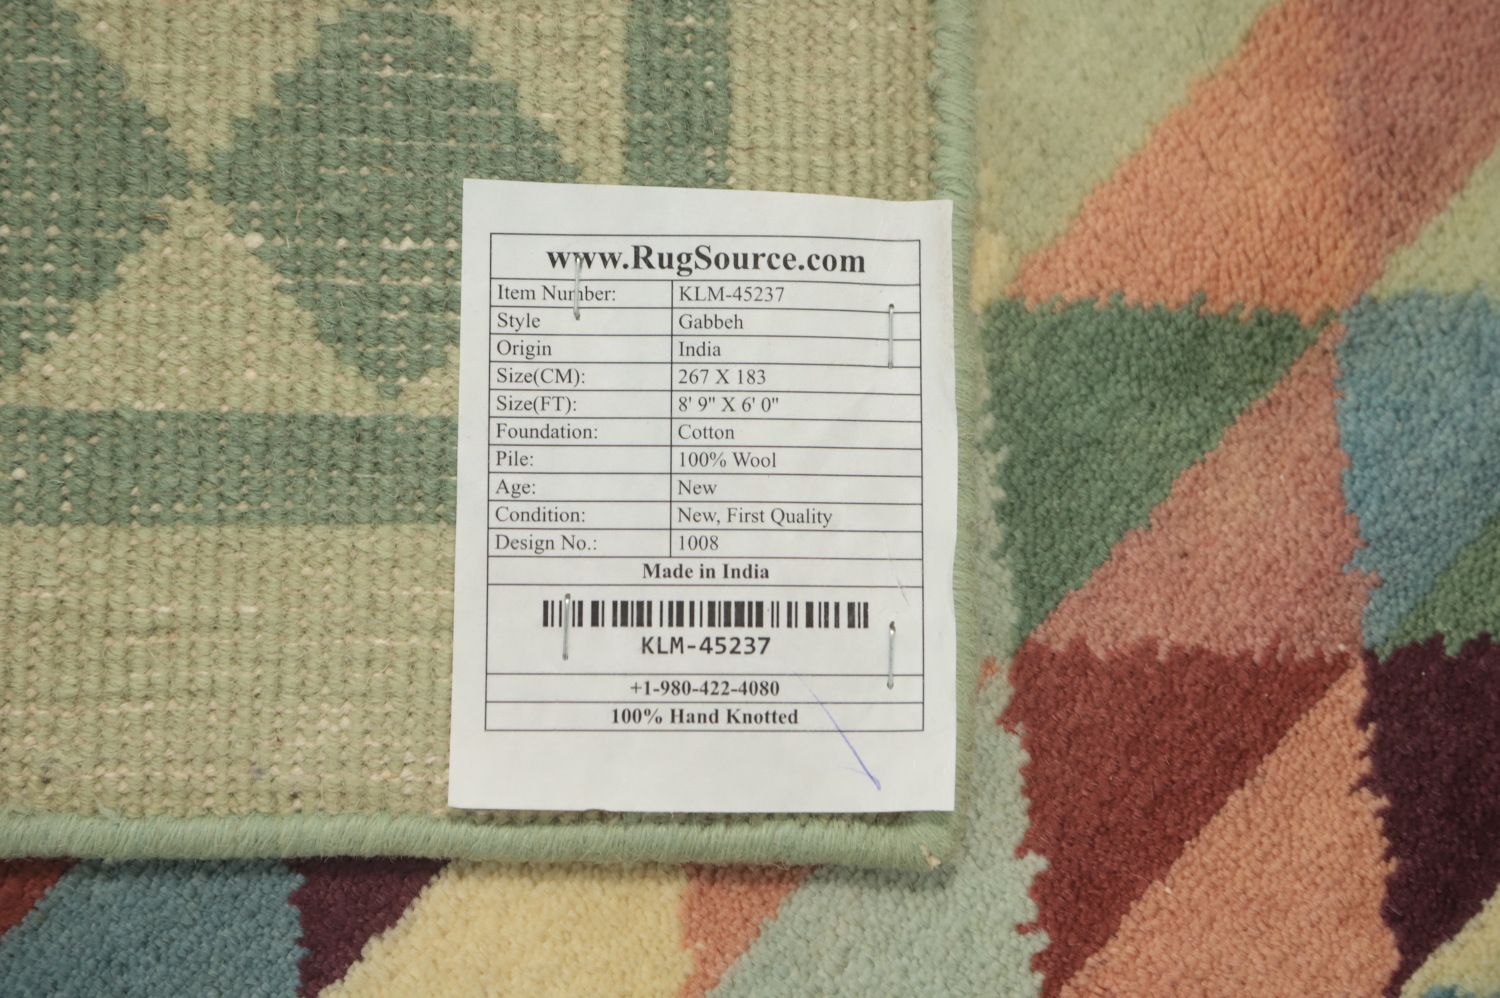 www.RugSource.com
Item Number: KLM-45237
Style Gabbeh
Origin India
Size(CM): 267 X 183
Size(FT): 8' 9" X 6' 0"
Foundation: Cotton
Pile: 100% Wool
Age: New
Condition: New, First Quality
Design No.: 1008
Made in India
KLM-45237
+1-980-422-4080
100% Hand Knotted